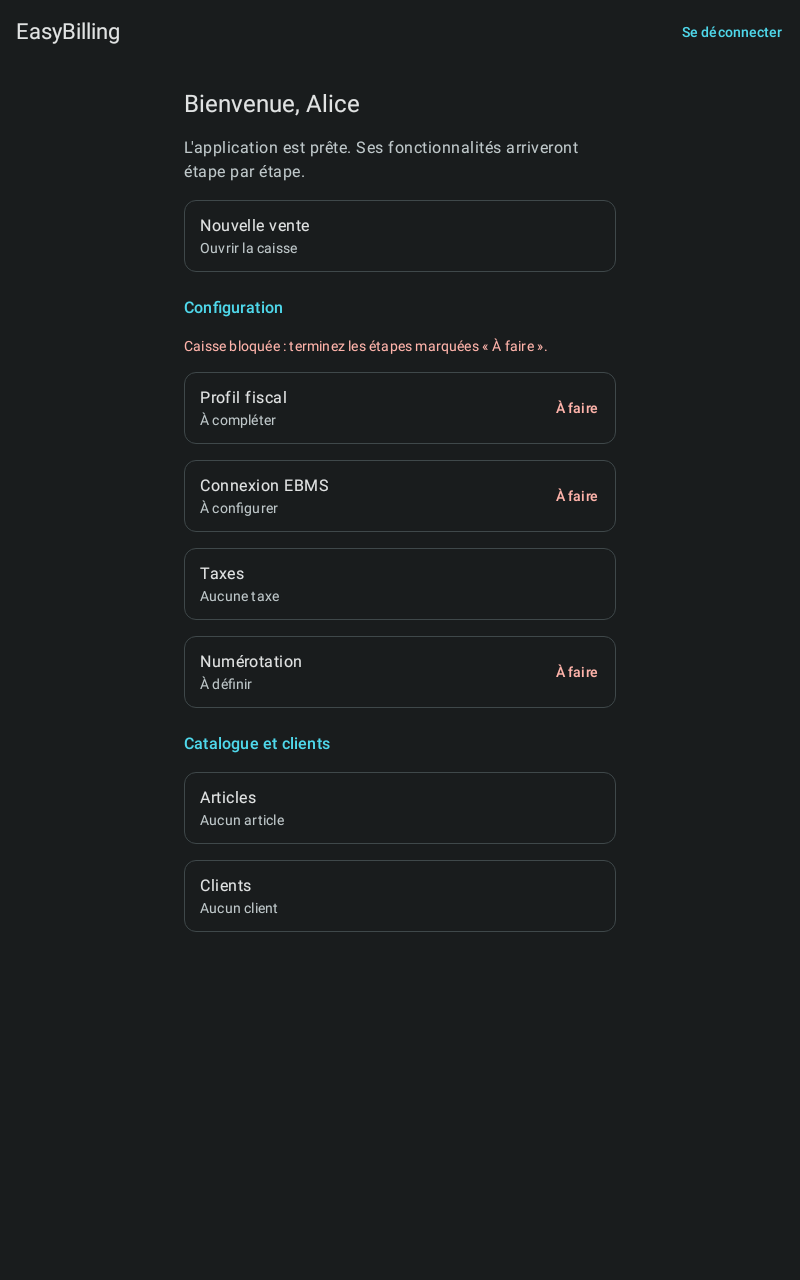 EasyBilling
Se déconnecter
Bienvenue, Alice
L'application est prête. Ses fonctionnalités arriveront
étape par étape.
Nouvelle vente
Ouvrir la caisse
Configuration
Caisse bloquée : terminez les étapes marquées « À faire ».
Profil fiscal
À compléter
À faire
Connexion EBMS
À configurer
À faire
Taxes
Aucune taxe
Numérotation
À définir
À faire
Catalogue et clients
Articles
Aucun article
Clients
Aucun client